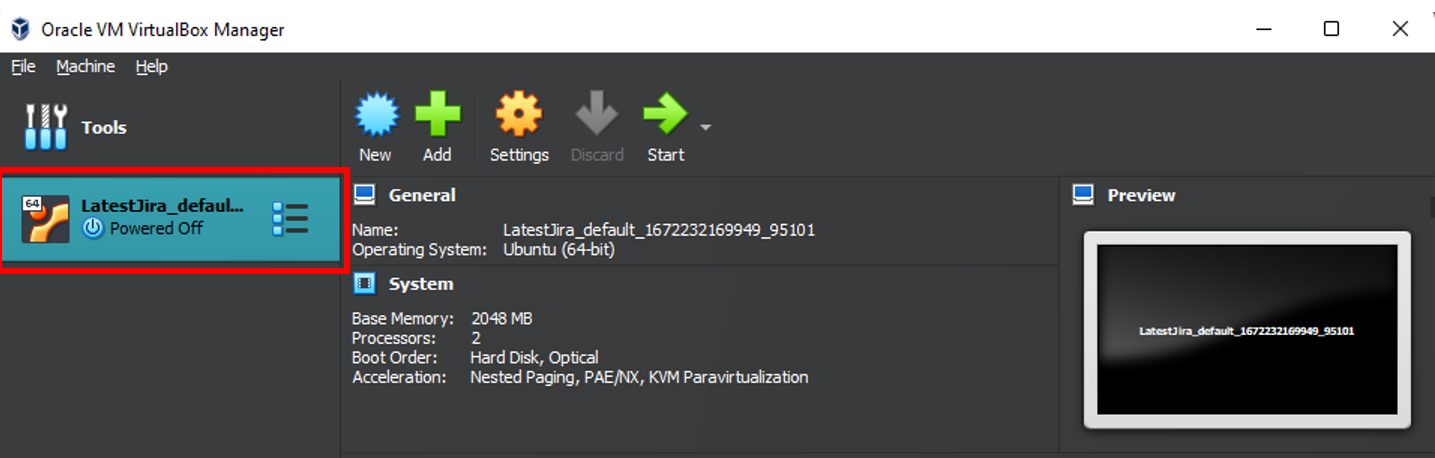 Oracle VM VirtualBox Manager
File Machine Help
Tools
New Add Settings Discard Start
64
LatestJira_defaul...
Powered Off
General
Name: LatestJira_default_1672232169949_95101
Operating System: Ubuntu (64-bit)
System
Base Memory: 2048 MB
Processors: 2
Boot Order: Hard Disk, Optical
Acceleration: Nested Paging, PAE/NX, KVM Paravirtualization
Preview
LatestJira_default_1672232169949_95101